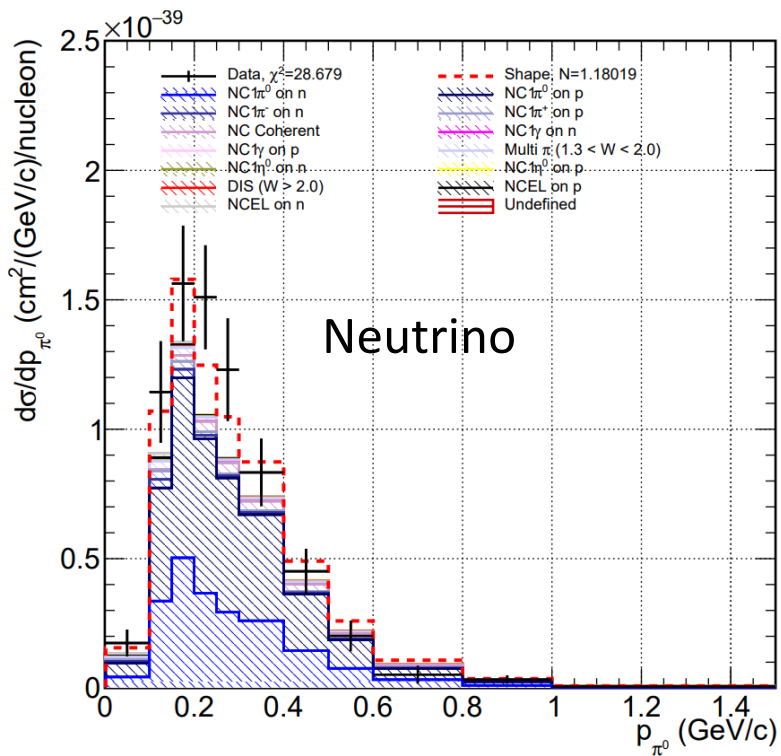 ×10⁻³⁹
dσ/dp_π⁰ (cm²/(GeV/c)/nucleon)
2.5
2
1.5
1
0.5
0
Data, χ²=28.679
Shape, N=1.18019
NC1π⁰ on n
NC1π⁰ on p
NC1π⁻ on n
NC1π⁺ on p
NC Coherent
NC1γ on n
NC1γ on p
Multi π (1.3 < W < 2.0)
NC1η⁰ on n
NC1η⁰ on p
DIS (W > 2.0)
NCEL on p
NCEL on n
Undefined
Neutrino
0 0.2 0.4 0.6 0.8 1 1.2 1.4
p_π⁰ (GeV/c)